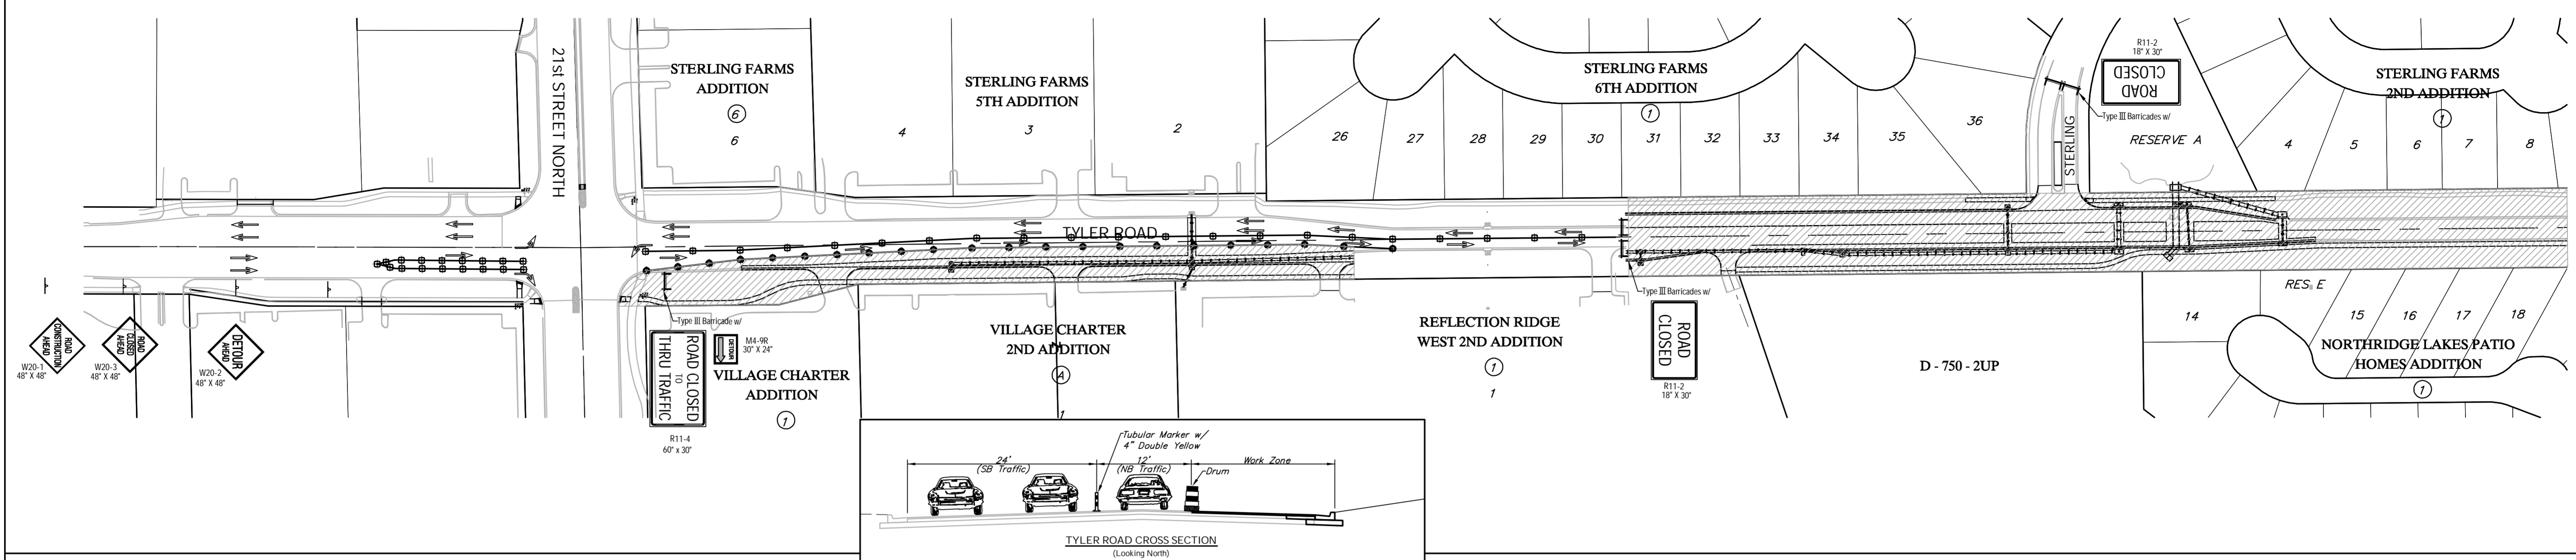 21st STREET NORTH
STERLING FARMS
ADDITION
6
6
STERLING FARMS
5TH ADDITION
4
3
2
STERLING FARMS
6TH ADDITION
1
26
27
28
29
30
31
32
33
34
35
36
STERLING
R11-2
18" X 30"
ROAD
CLOSED
Type III Barricades w/
RESERVE A
STERLING FARMS
2ND ADDITION
1
4
5
6
7
8
TYLER ROAD
ROAD
CONSTRUCTION
AHEAD
W20-1
48" X 48"
ROAD
CLOSED
AHEAD
W20-3
48" X 48"
DETOUR
AHEAD
W20-2
48" X 48"
Type III Barricade w/
ROAD CLOSED
TO
THRU TRAFFIC
R11-4
60" x 30"
DETOUR
M4-9R
30" X 24"
VILLAGE CHARTER
ADDITION
1
VILLAGE CHARTER
2ND ADDITION
A
1
REFLECTION RIDGE
WEST 2ND ADDITION
1
1
Type III Barricades w/
ROAD
CLOSED
R11-2
18" X 30"
D - 750 - 2UP
RES. E
14
15
16
17
18
NORTHRIDGE LAKES PATIO
HOMES ADDITION
1
Tubular Marker w/
4" Double Yellow
24'
(SB Traffic)
12'
(NB Traffic)
Work Zone
Drum
TYLER ROAD CROSS SECTION
(Looking North)